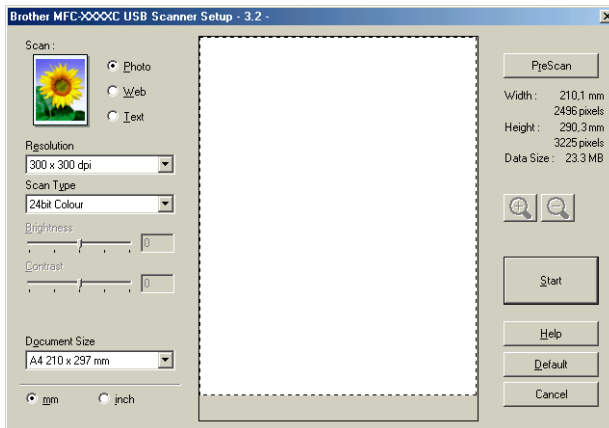 Brother MFC-XXXXC USB Scanner Setup - 3.2 -
Scan :
Photo
Web
Text
Resolution
300 x 300 dpi
Scan Type
24bit Colour
Brightness
0
Contrast
0
Document Size
A4 210 x 297 mm
mm inch
PreScan
Width : 210,1 mm
2496 pixels
Height : 290,3 mm
3225 pixels
Data Size : 23.3 MB
Start
Help
Default
Cancel